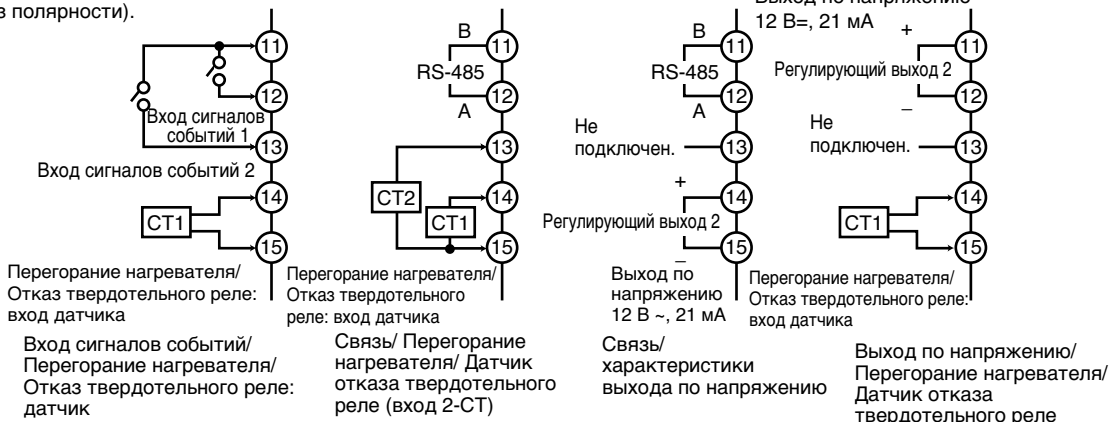 з полярности).
11
12
Вход сигналов
событий 1
13
Вход сигналов событий 2
14
CT1
15
Перегорание нагревателя/
Отказ твердотельного реле:
вход датчика
Вход сигналов событий/
Перегорание нагревателя/
Отказ твердотельного реле:
датчик
B
11
RS-485
12
A
13
CT2
14
CT1
15
Перегорание нагревателя/
Отказ твердотельного
реле: вход датчика
Связь/ Перегорание
нагревателя/ Датчик
отказа твердотельного
реле (вход 2-CT)
B
11
RS-485
12
A
Не
подключен.
13
+
14
Регулирующий выход 2
15
–
Выход по
напряжению
12 В ~, 21 мА
Связь/
характеристики
выхода по напряжению
Выход по напряжению
12 В=, 21 мА
+
11
Регулирующий выход 2
12
–
Не
подключен.
13
14
CT1
15
Перегорание нагревателя/
Отказ твердотельного реле:
вход датчика
Выход по напряжению/
Перегорание нагревателя/
Датчик отказа
твердотельного реле